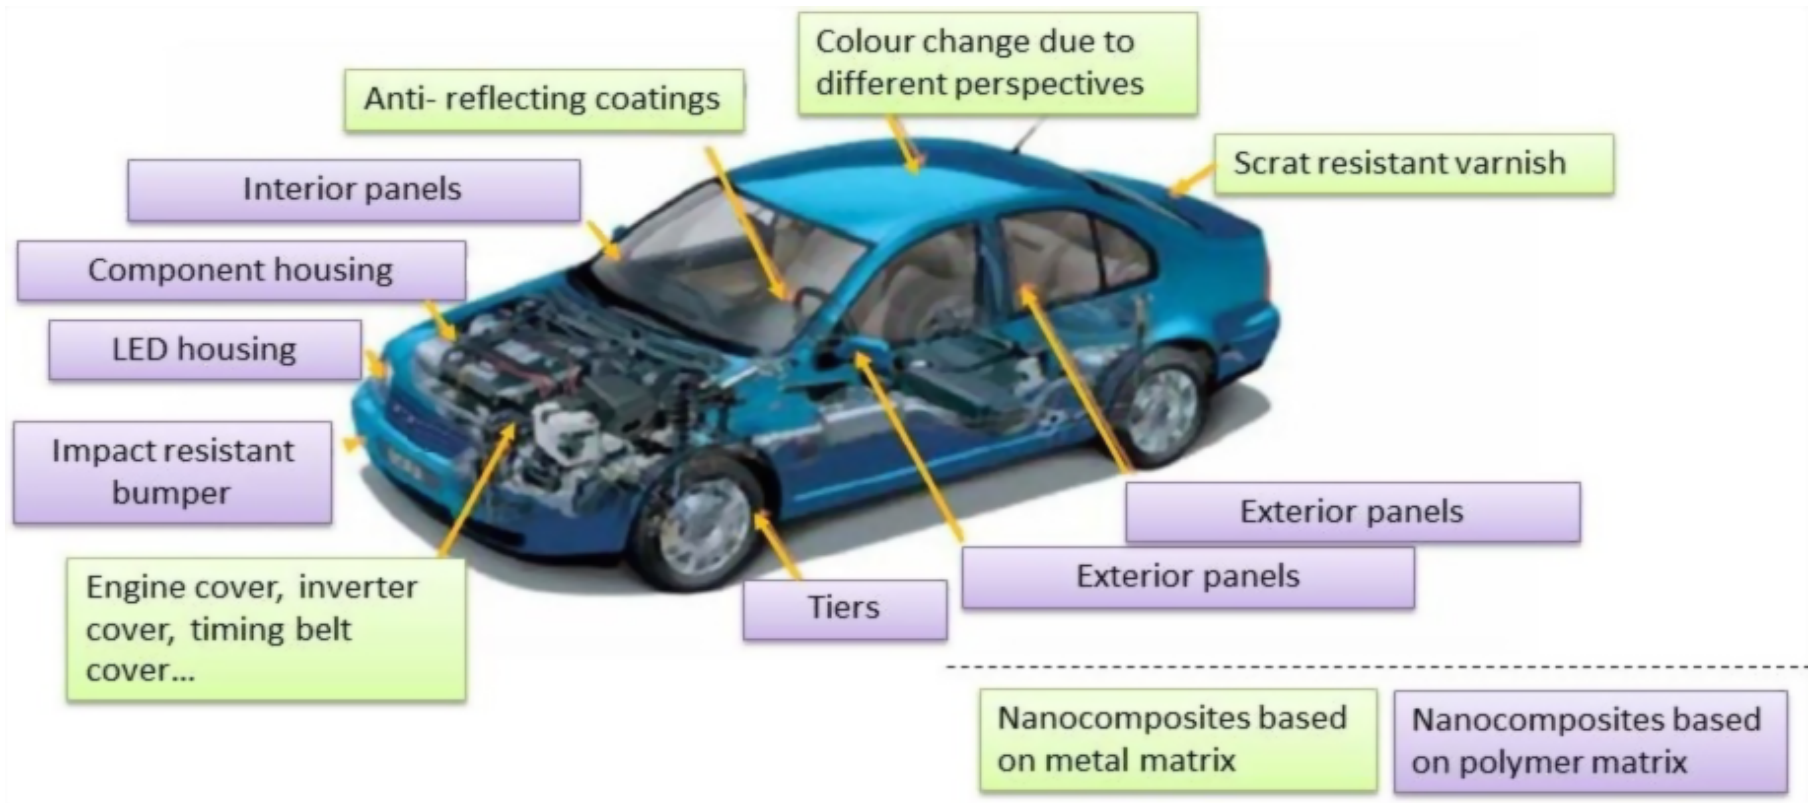 Colour change due to
different perspectives
Anti- reflecting coatings
Scrat resistant varnish
Interior panels
Component housing
LED housing
Impact resistant
bumper
Exterior panels
Exterior panels
Engine cover, inverter
cover, timing belt
cover...
Tiers
Nanocomposites based
on metal matrix
Nanocomposites based
on polymer matrix